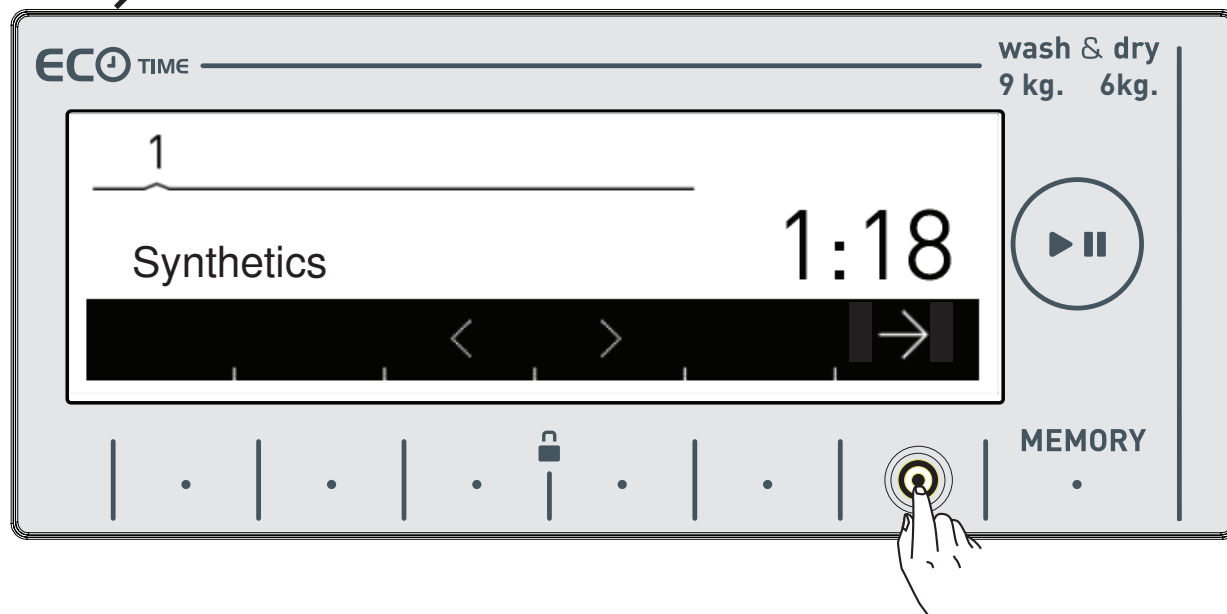 ECO TIME
wash & dry
9 kg. 6kg.
1
Synthetics
1:18
MEMORY